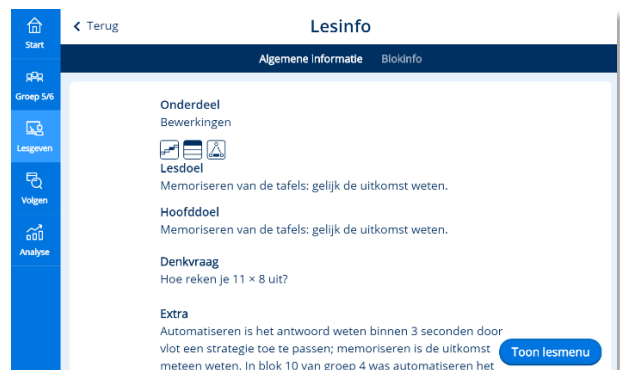 Start
Groep 5/6
Lesgeven
Volgen
Analyse
Terug
Lesinfo
Algemene informatie Blokinfo
Onderdeel
Bewerkingen
Lesdoel
Memoriseren van de tafels: gelijk de uitkomst weten.
Hoofddoel
Memoriseren van de tafels: gelijk de uitkomst weten.
Denkvraag
Hoe reken je 11 × 8 uit?
Extra
Automatiseren is het antwoord weten binnen 3 seconden door
vlot een strategie toe te passen; memoriseren is de uitkomst
meteen weten. In blok 10 van groep 4 was automatiseren het
Toon lesmenu